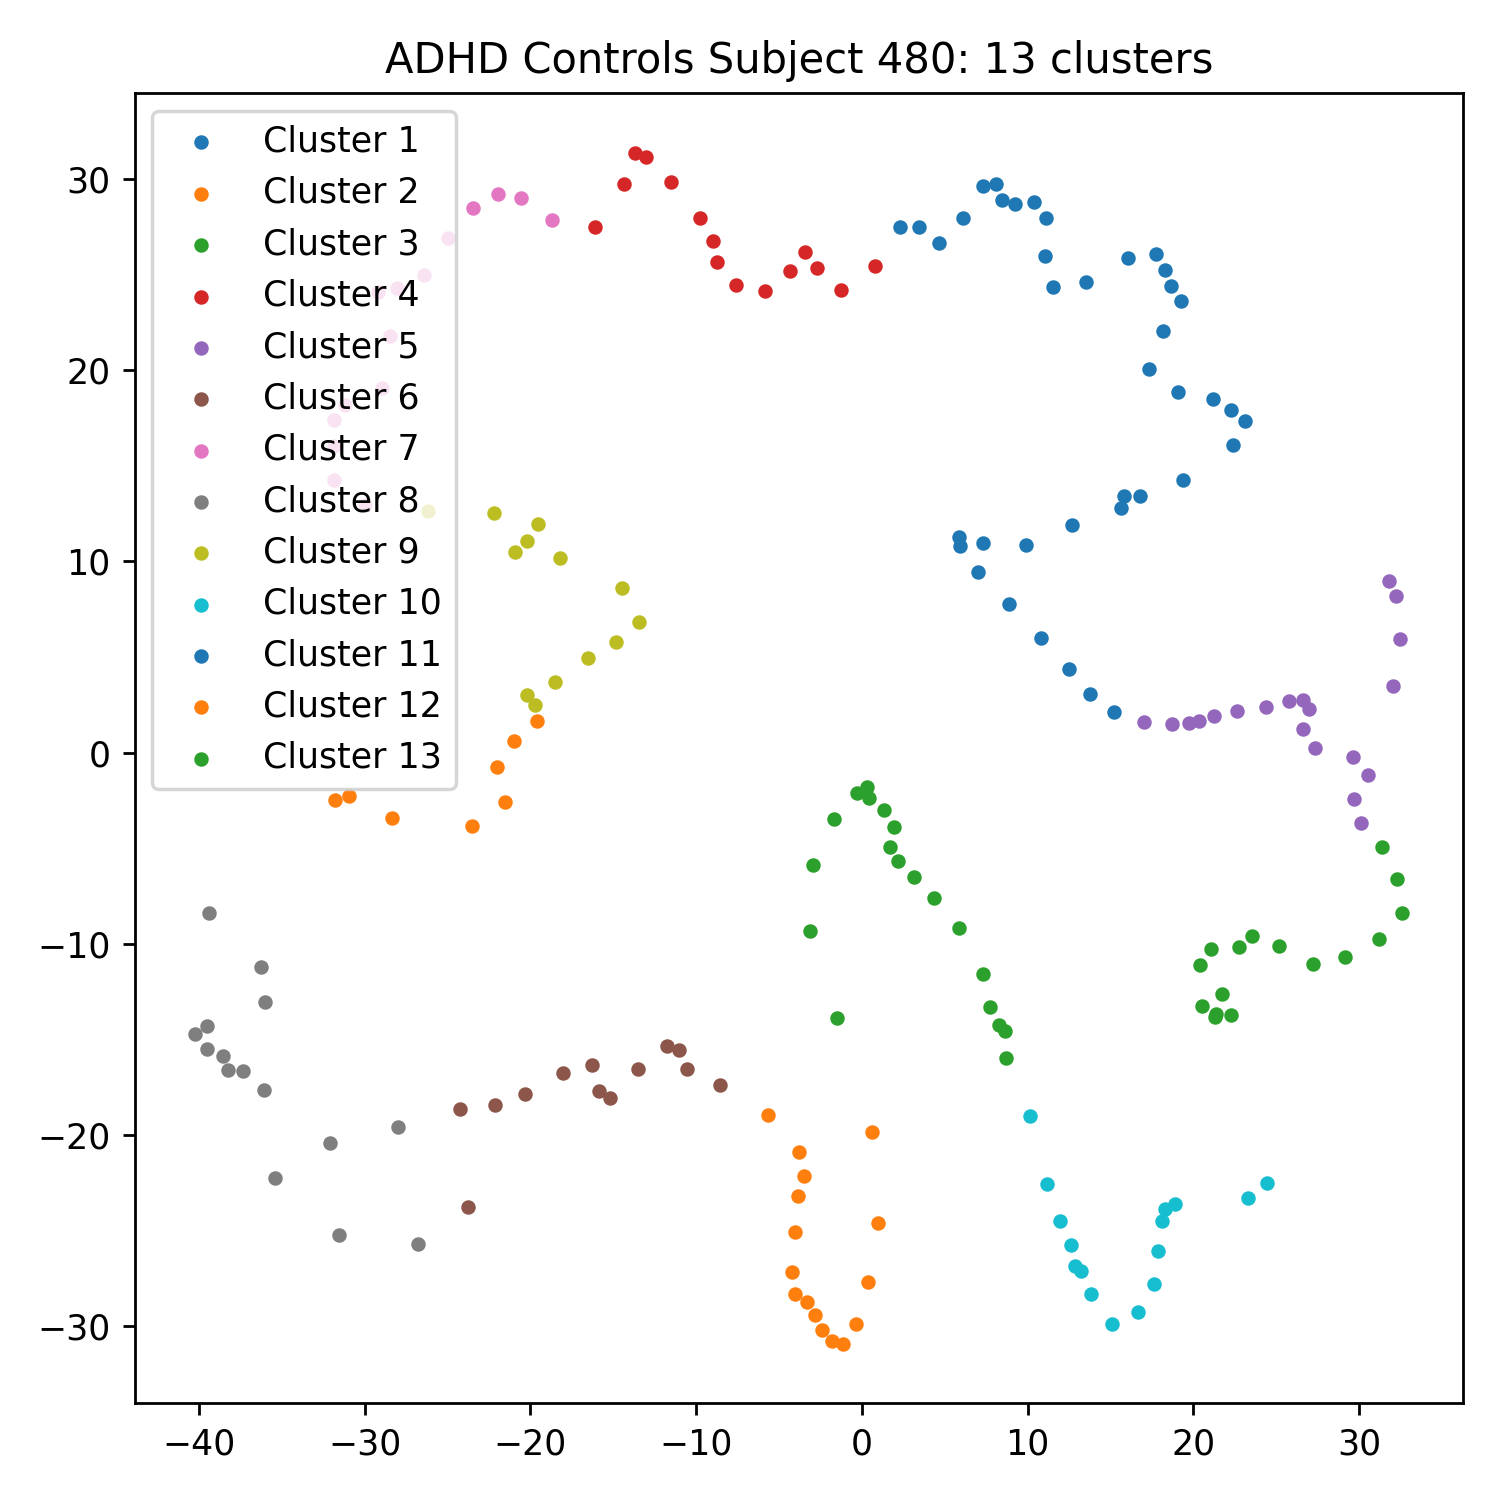 ADHD Controls Subject 480: 13 clusters
Cluster 1
Cluster 2
Cluster 3
Cluster 4
Cluster 5
Cluster 6
Cluster 7
Cluster 8
Cluster 9
Cluster 10
Cluster 11
Cluster 12
Cluster 13
30
20
10
0
−10
−20
−30
−40 −30 −20 −10 0 10 20 30